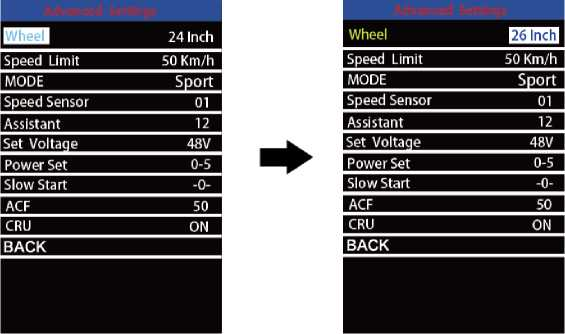 Advanced Settings
Wheel 24 Inch
Speed Limit 50 Km/h
MODE Sport
Speed Sensor 01
Assistant 12
Set Voltage 48V
Power Set 0-5
Slow Start -0-
ACF 50
CRU ON
BACK
Advanced Settings
Wheel 26 Inch
Speed Limit 50 Km/h
MODE Sport
Speed Sensor 01
Assistant 12
Set Voltage 48V
Power Set 0-5
Slow Start -0-
ACF 50
CRU ON
BACK